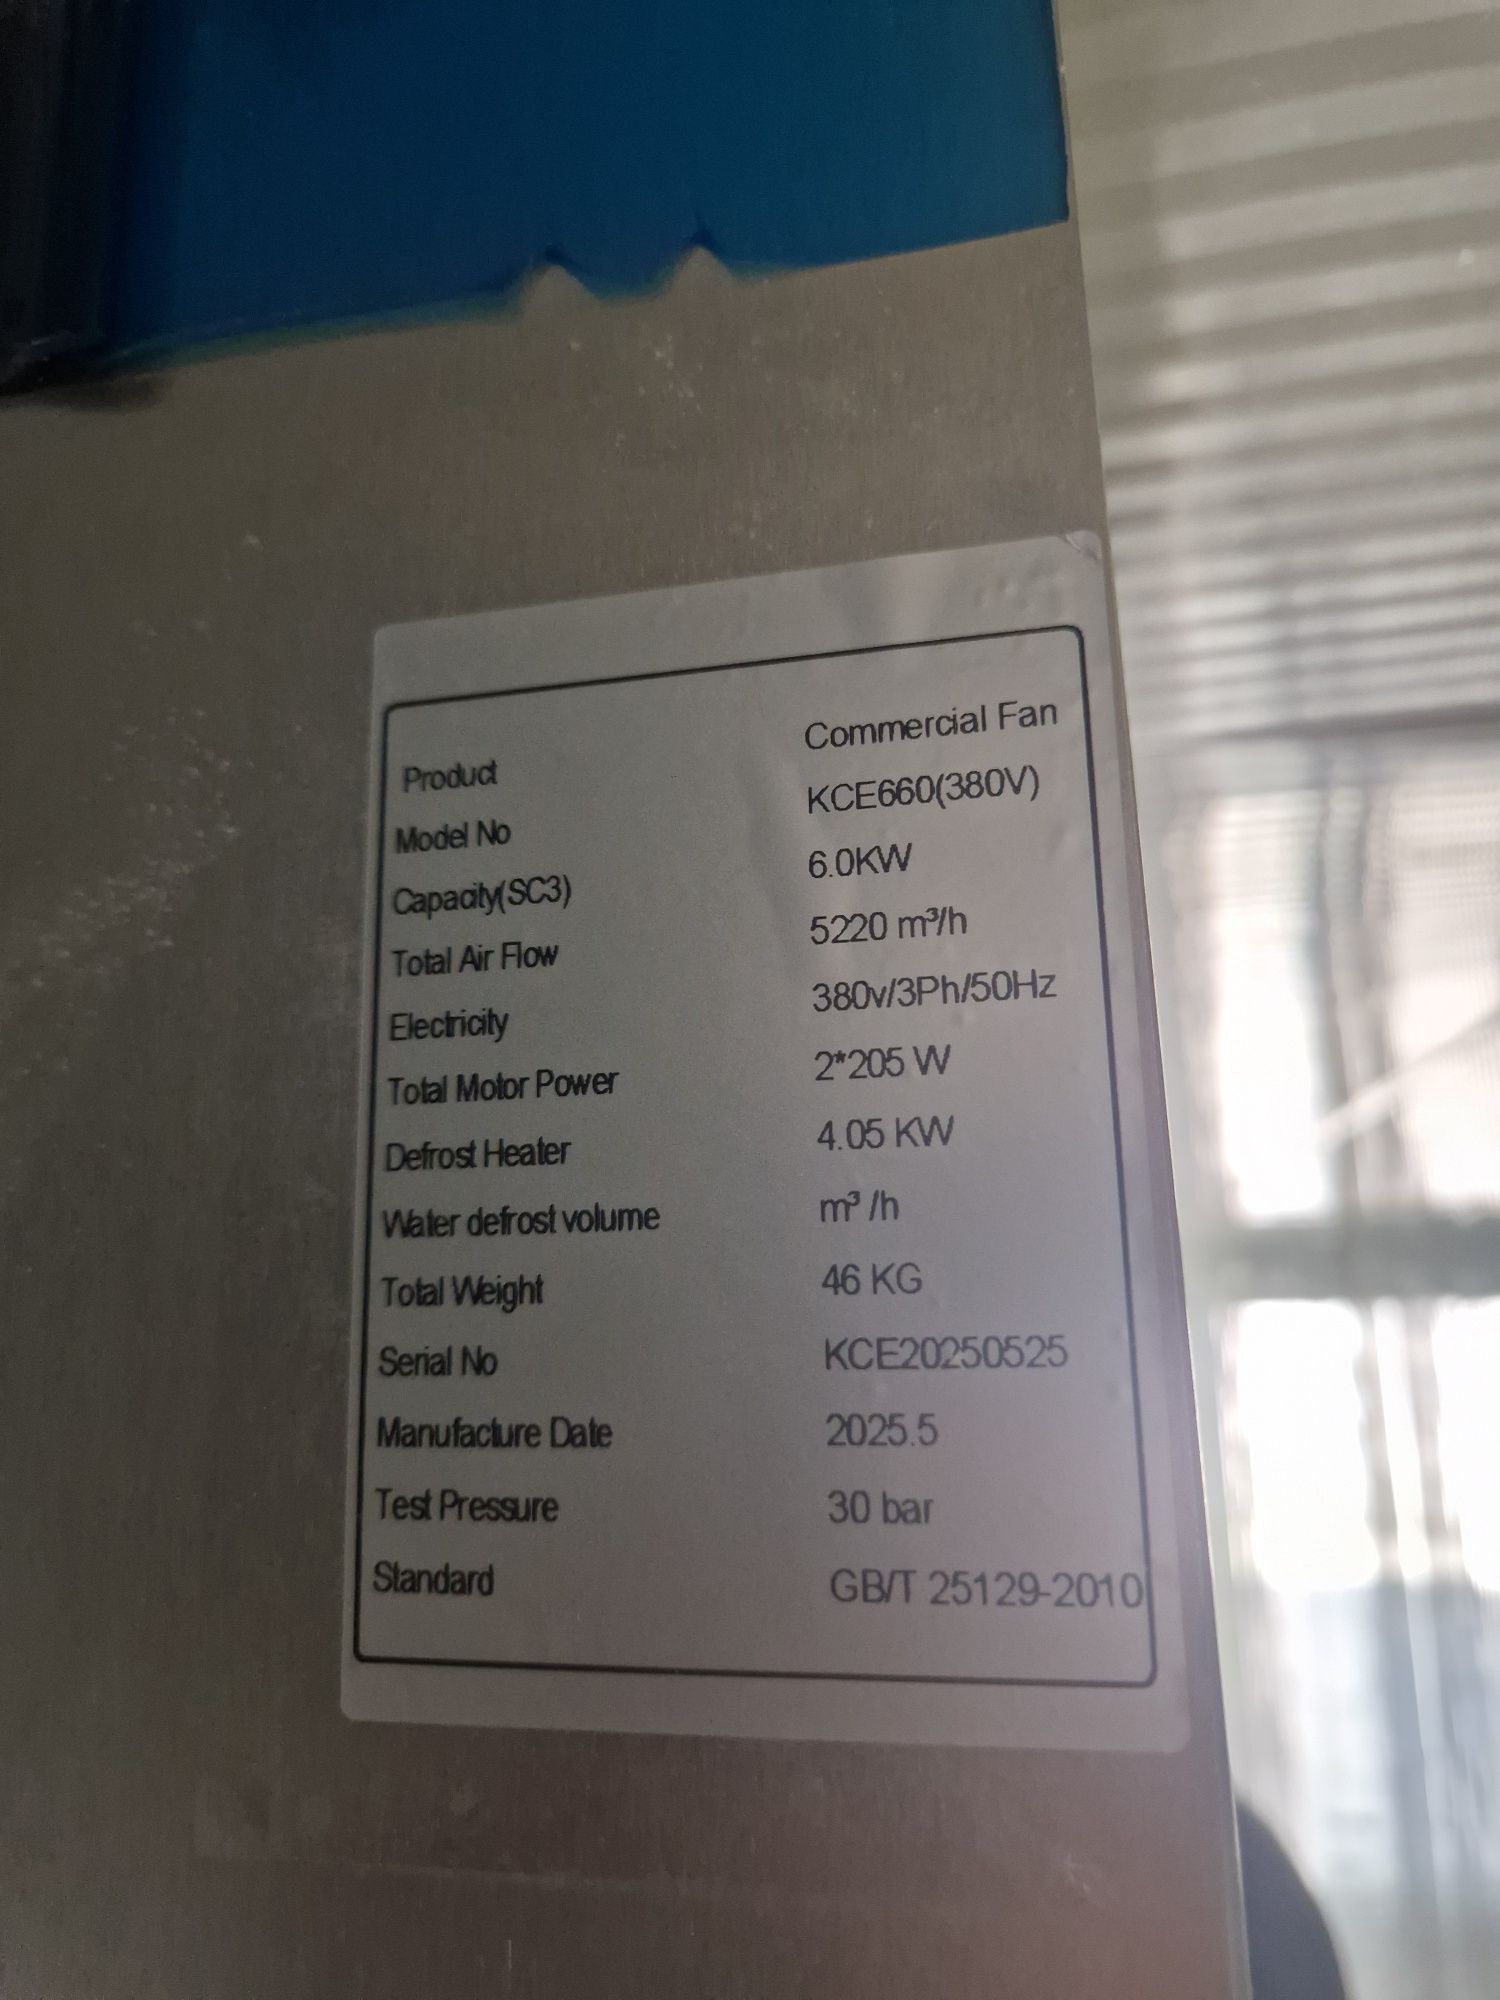 Product Commercial Fan
Model No KCE660(380V)
Capacity(SC3) 6.0KW
Total Air Flow 5220 m³/h
Electricity 380v/3Ph/50Hz
Total Motor Power 2*205 W
Defrost Heater 4.05 KW
Water defrost volume m³ /h
Total Weight 46 KG
Serial No KCE20250525
Manufacture Date 2025.5
Test Pressure 30 bar
Standard GB/T 25129-2010